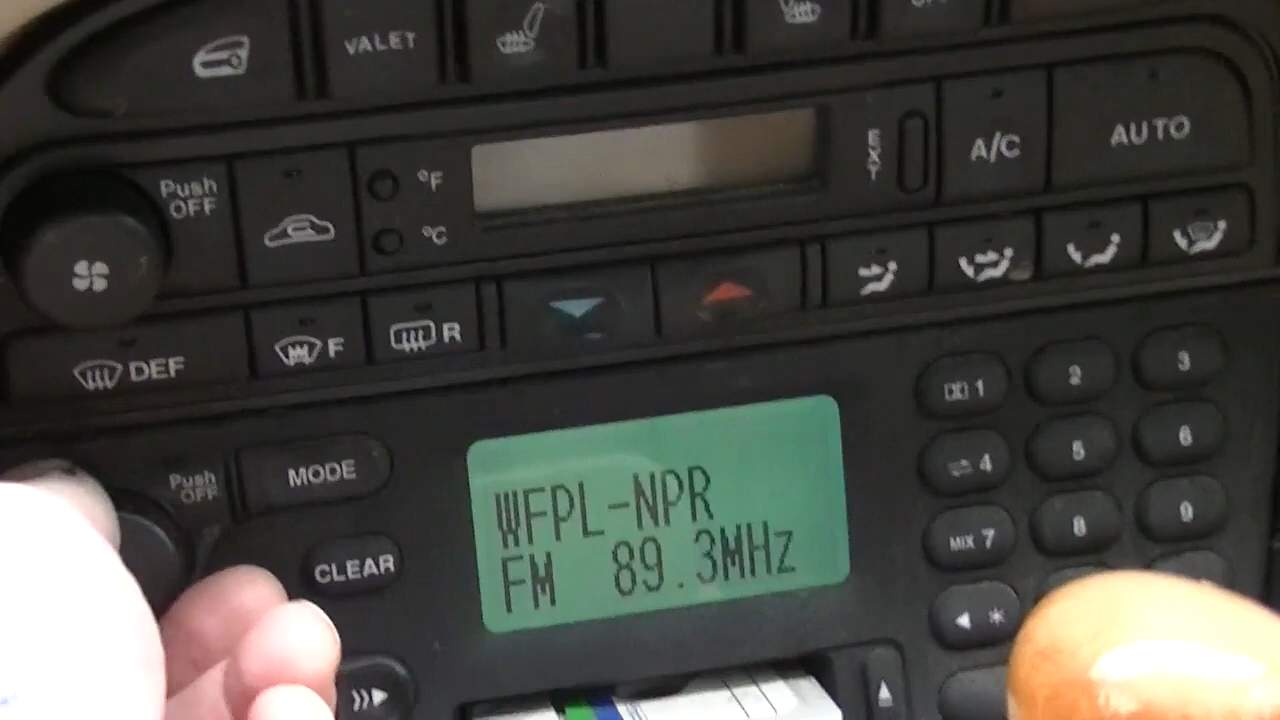 VALET
Push
OFF
°F
°C
EXT
A/C
AUTO
DEF
F
R
Push
OFF
MODE
CLEAR
WFPL-NPR
FM 89.3MHz
1
2
3
4
5
6
MIX 7
8
9
*